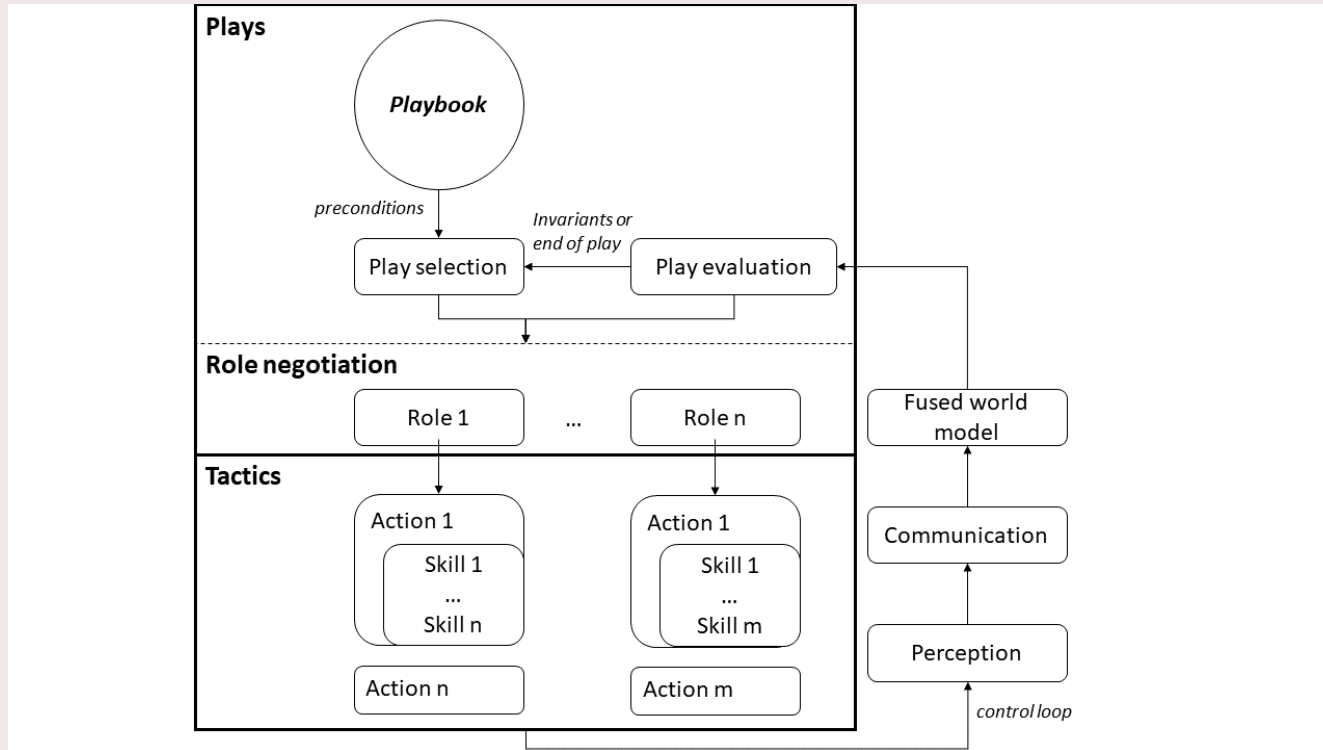 Plays
Playbook
preconditions
Invariants or
end of play
Play selection
Play evaluation
Role negotiation
Role 1
...
Role n
Fused world
model
Tactics
Action 1
Skill 1
...
Skill n
Action 1
Skill 1
...
Skill m
Communication
Perception
Action n
Action m
control loop